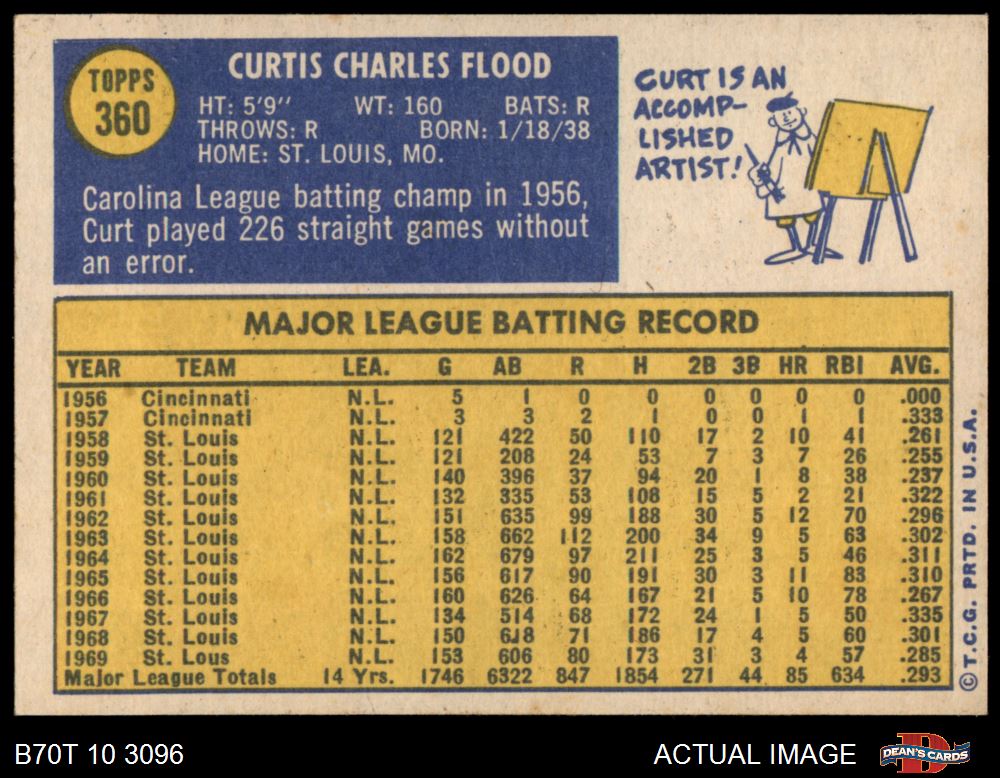 TOPPS
360
CURTIS CHARLES FLOOD
HT: 5'9" WT: 160 BATS: R
THROWS: R BORN: 1/18/38
HOME: ST. LOUIS, MO.
Carolina League batting champ in 1956,
Curt played 226 straight games without
an error.
CURT IS AN
ACCOMP-
LISHED
ARTIST!
MAJOR LEAGUE BATTING RECORD
YEAR TEAM LEA. G AB R H 2B 3B HR RBI AVG.
1956 Cincinnati N.L. 5 1 0 0 0 0 0 0 .000
1957 Cincinnati N.L. 3 3 2 1 0 0 1 1 .333
1958 St. Louis N.L. 121 422 50 110 17 2 10 41 .261
1959 St. Louis N.L. 121 208 24 53 7 3 7 26 .255
1960 St. Louis N.L. 140 396 37 94 20 1 8 38 .237
1961 St. Louis N.L. 132 335 53 108 15 5 2 21 .322
1962 St. Louis N.L. 151 635 99 188 30 5 12 70 .296
1963 St. Louis N.L. 158 662 112 200 34 9 5 63 .302
1964 St. Louis N.L. 162 679 97 211 25 3 5 46 .311
1965 St. Louis N.L. 156 617 90 191 30 3 11 83 .310
1966 St. Louis N.L. 160 626 64 167 21 5 10 78 .267
1967 St. Louis N.L. 134 514 68 172 24 1 5 50 .335
1968 St. Louis N.L. 150 618 71 186 17 4 5 60 .301
1969 St. Lous N.L. 153 606 80 173 31 3 4 57 .285
Major League Totals 14 Yrs. 1746 6322 847 1854 271 44 85 634 .293
©T.C.G. PRTD. IN U.S.A.
B70T 10 3096
ACTUAL IMAGE
D
DEAN'S CARDS